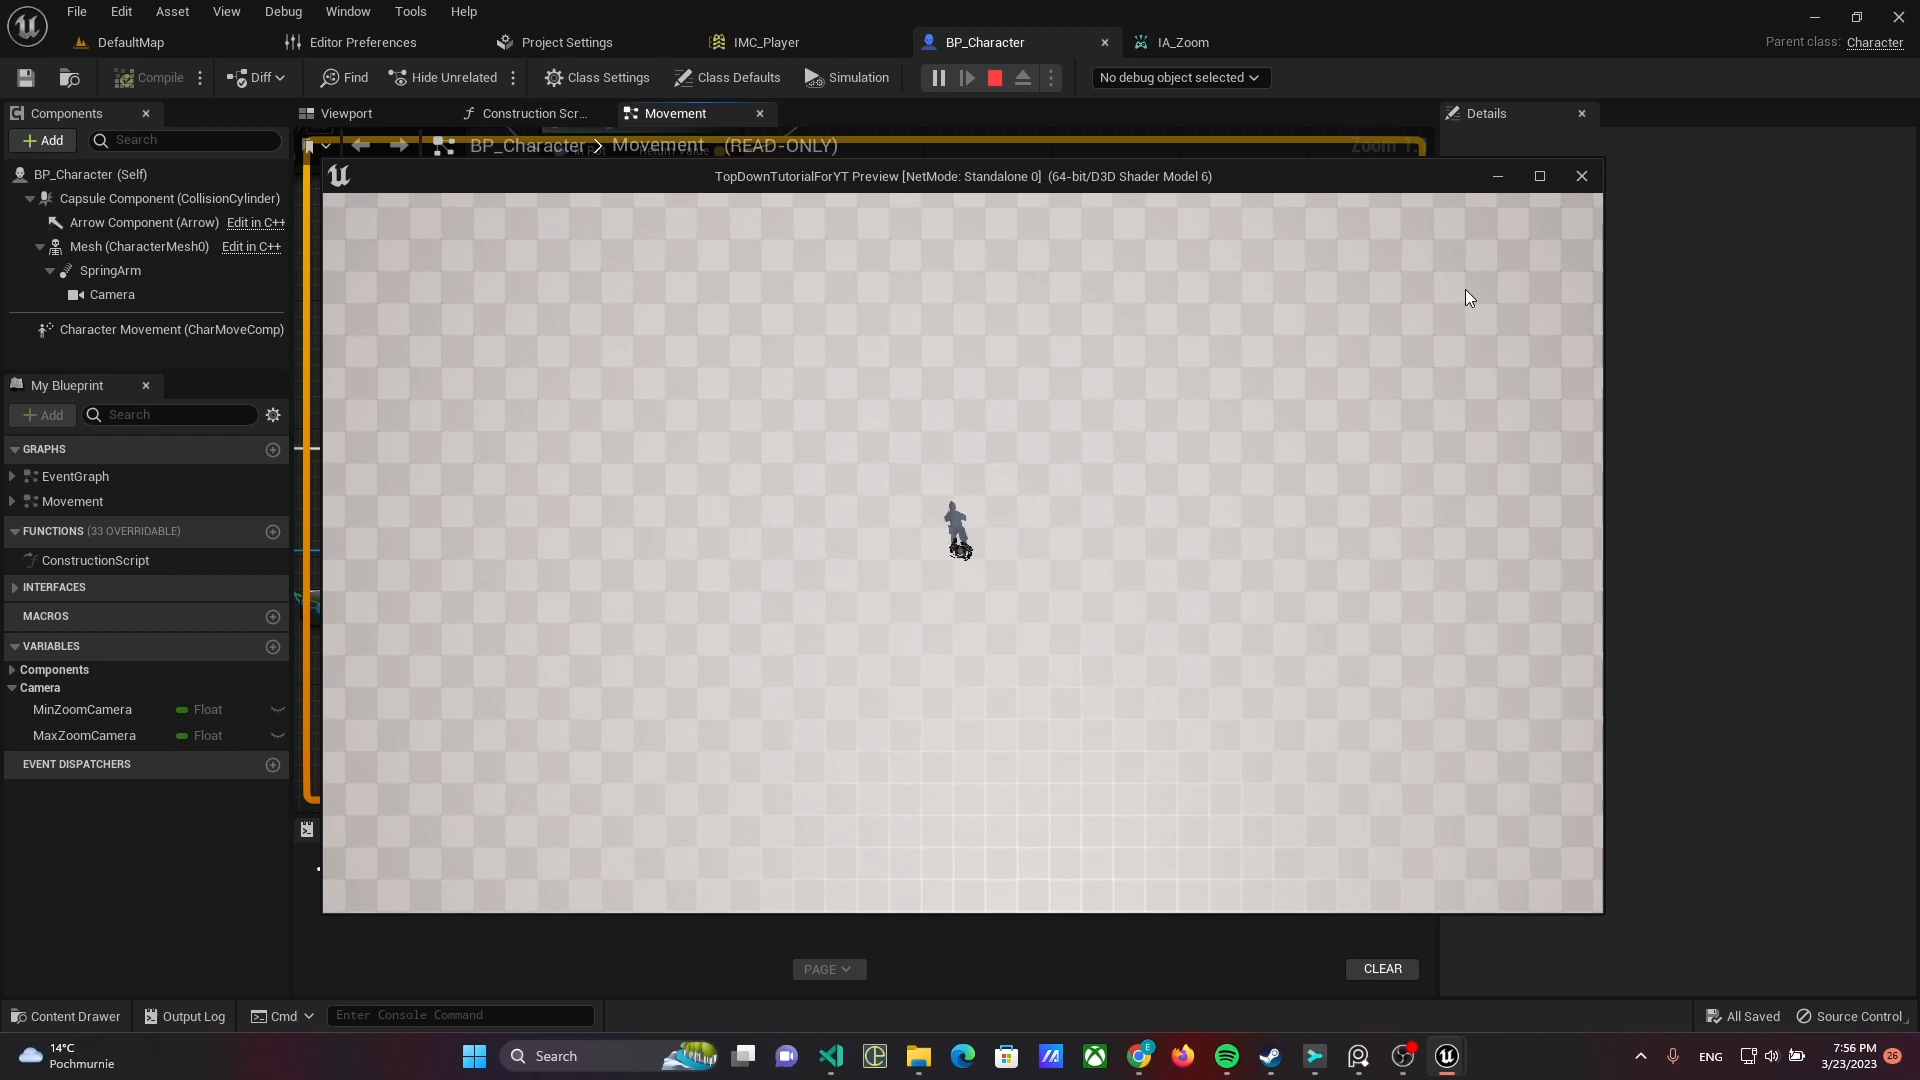 File Edit Asset View Debug Window Tools Help
DefaultMap Editor Preferences Project Settings IMC_Player BP_Character IA_Zoom Parent class: Character
Compile Diff Find Hide Unrelated Class Settings Class Defaults Simulation No debug object selected
Components Viewport Construction Scr... Movement Details
Add Search
BP_Character > Movement (READ-ONLY) Zoom 1:
TopDownTutorialForYT Preview [NetMode: Standalone 0] (64-bit/D3D Shader Model 6)
BP_Character (Self)
Capsule Component (CollisionCylinder)
Arrow Component (Arrow) Edit in C++
Mesh (CharacterMesh0) Edit in C++
SpringArm
Camera
Character Movement (CharMoveComp)
My Blueprint
Add Search
GRAPHS
EventGraph
Movement
FUNCTIONS (33 OVERRIDABLE)
ConstructionScript
INTERFACES
MACROS
VARIABLES
Components
Camera
MinZoomCamera Float
MaxZoomCamera Float
EVENT DISPATCHERS
PAGE CLEAR
Content Drawer Output Log Cmd Enter Console Command All Saved Source Control
14°C
Pochmurnie
Search
ENG
7:56 PM
3/23/2023
26